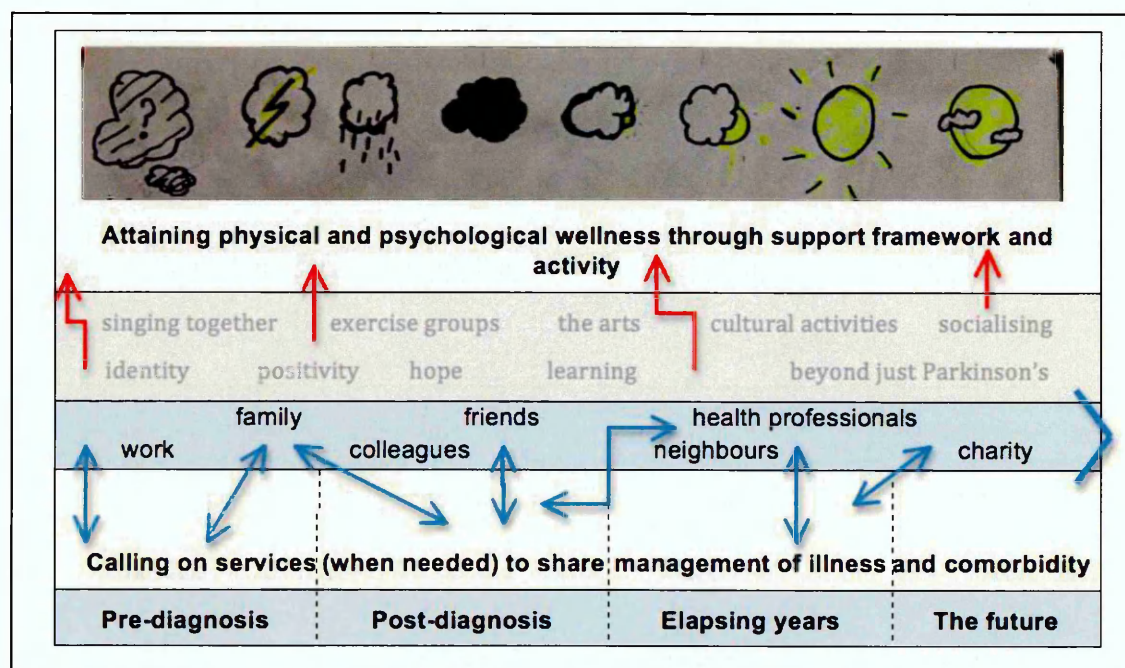 ?
Attaining physical and psychological wellness through support framework and
activity
singing together exercise groups the arts cultural activities socialising
identity positivity hope learning beyond just Parkinson's
family friends health professionals
work colleagues neighbours charity
Calling on services (when needed) to share management of illness and comorbidity
Pre-diagnosis Post-diagnosis Elapsing years The future